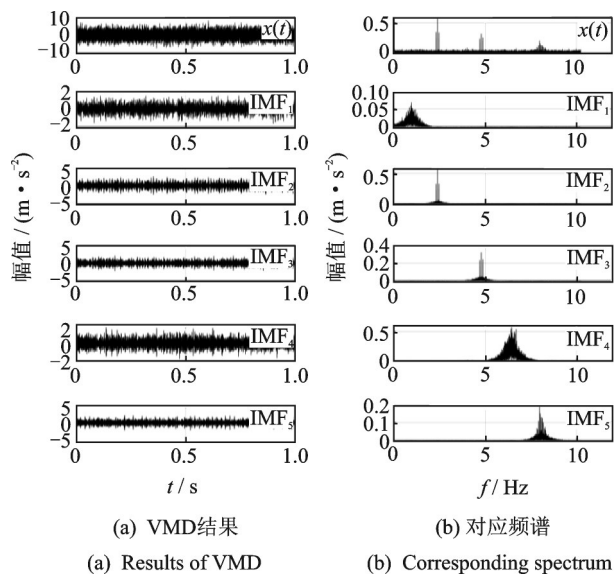 10
0
−10
x(t)
0 0.5 1.0
2
0
−2
IMF1
0 0.5 1.0
5
0
−5
IMF2
0 0.5 1.0
5
0
−5
IMF3
0 0.5 1.0
2
0
−2
IMF4
0 0.5 1.0
5
0
−5
IMF5
0 0.5 1.0
幅值 / (m • s⁻²)
t / s
(a) VMD结果
(a) Results of VMD
0.5
0
x(t)
0 5 10
0.10
0.05
0
IMF1
0 5 10
0.5
0
IMF2
0 5 10
0.4
0.2
0
IMF3
0 5 10
0.5
0
IMF4
0 5 10
0.2
0.1
0
IMF5
0 5 10
幅值 / (m • s⁻²)
f / Hz
(b) 对应频谱
(b) Corresponding spectrum